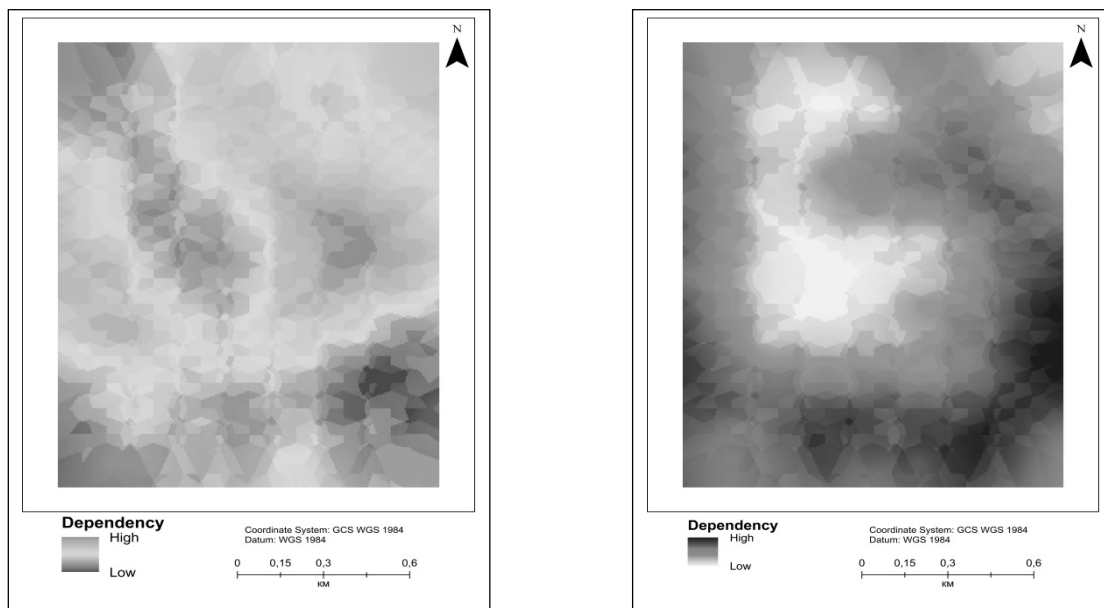 N
Dependency
High
Low
Coordinate System: GCS WGS 1984
Datum: WGS 1984
0 0,15 0,3 0,6
KM
N
Dependency
High
Low
Coordinate System: GCS WGS 1984
Datum: WGS 1984
0 0,15 0,3 0,6
KM